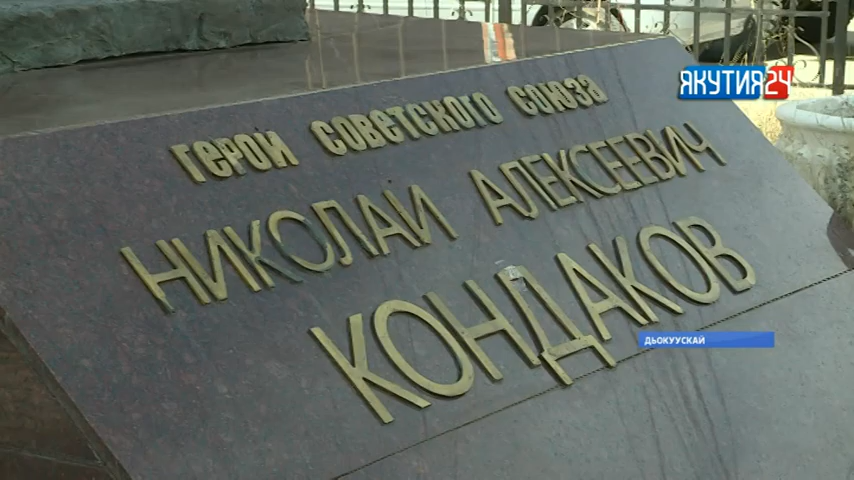 ЯКУТИЯ24
ГЕРОЙ СОВЕТСКОГО СОЮЗА
НИКОЛАЙ АЛЕКСЕЕВИЧ
КОНДАКОВ
ДЬОКУУСКАЙ